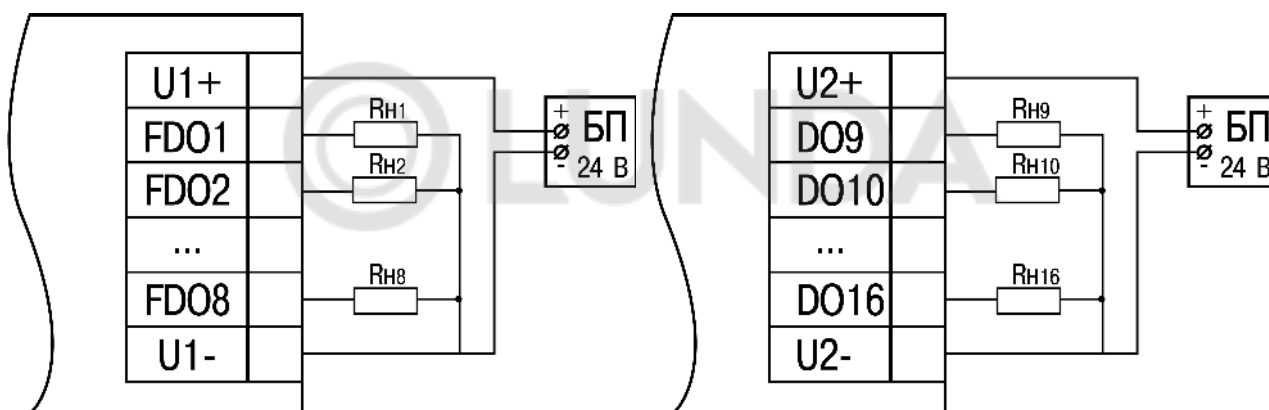 U1+
FDO1
FDO2
...
FDO8
U1-
RH1
RH2
RH8
+
БП
-
24 В
U2+
DO9
DO10
...
DO16
U2-
RH9
RH10
RH16
+
БП
-
24 В
LUNDA